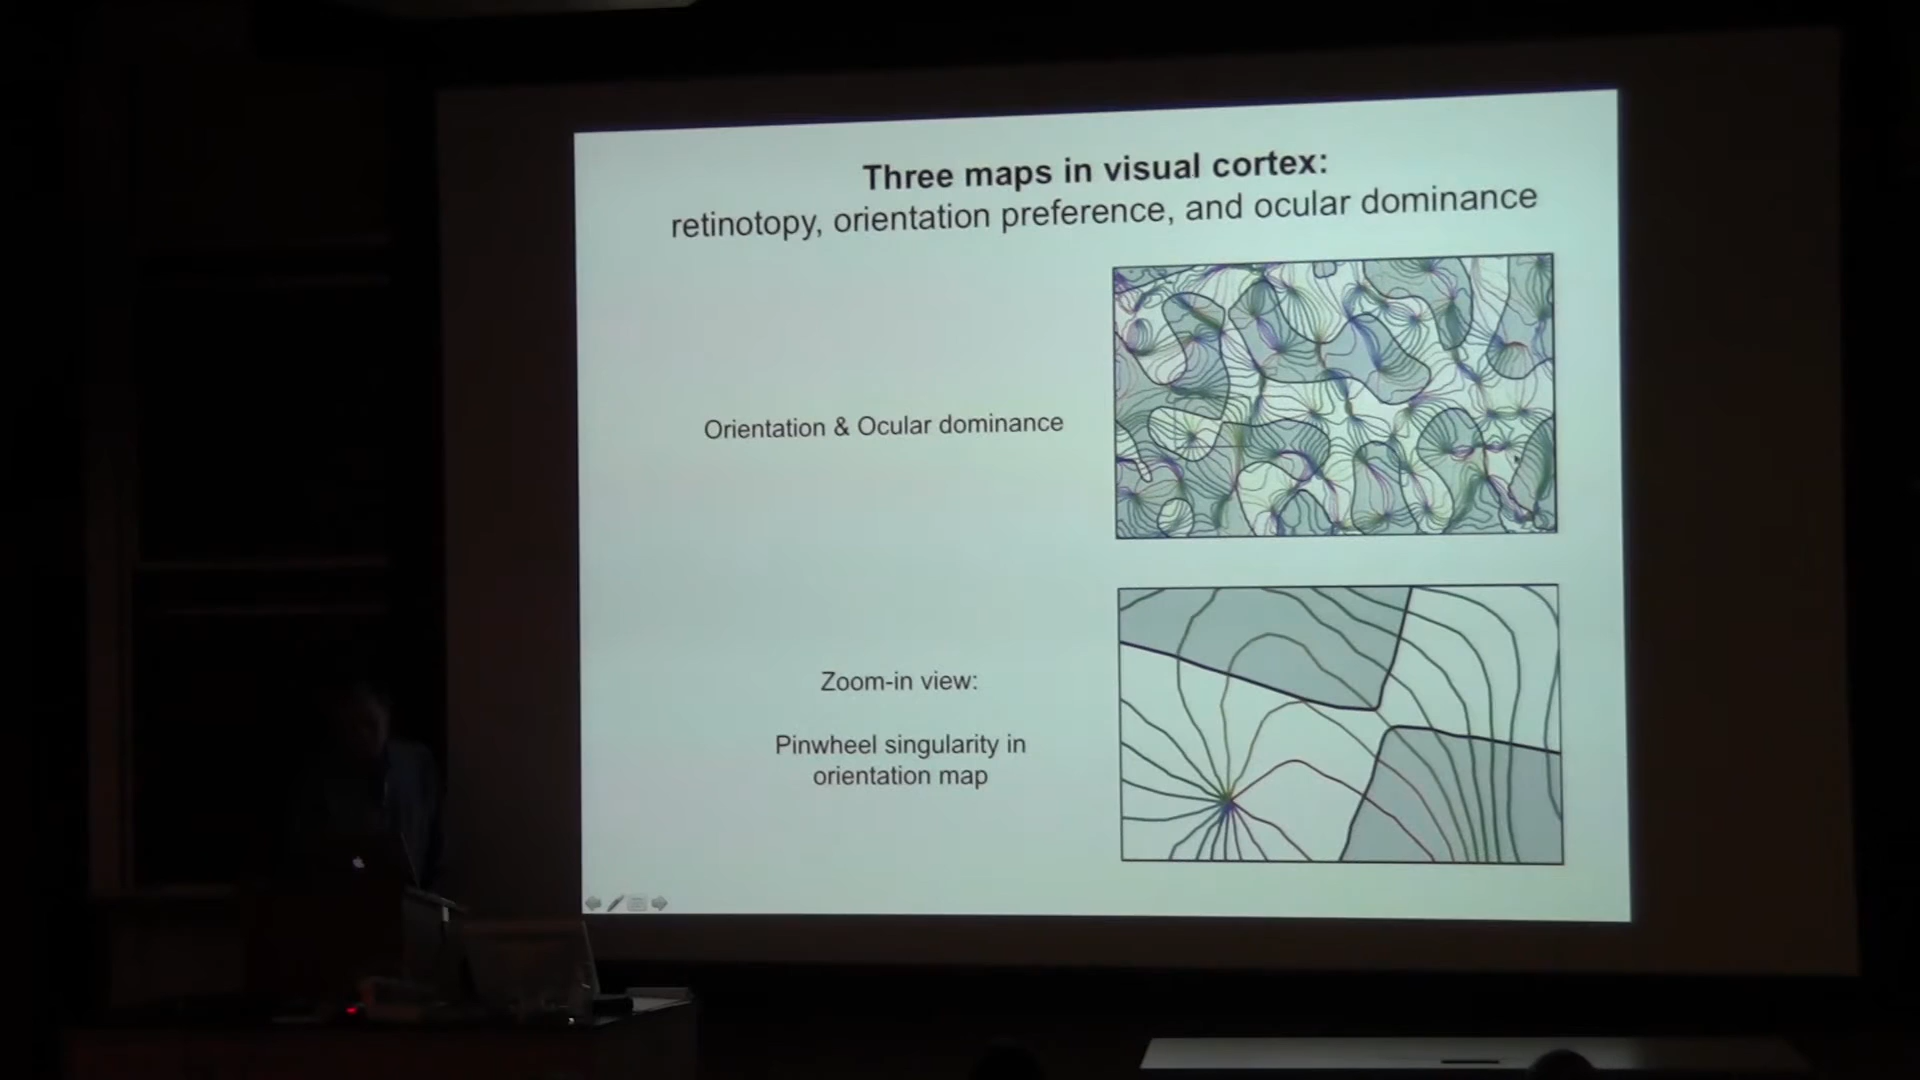 Three maps in visual cortex:
retinotopy, orientation preference, and ocular dominance
Orientation & Ocular dominance
Zoom-in view:
Pinwheel singularity in
orientation map